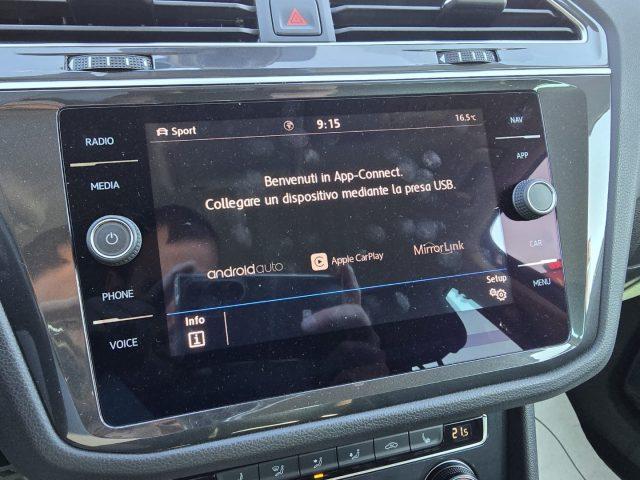 RADIO
MEDIA
PHONE
VOICE
Sport 9:15 16.5°C
Benvenuti in App-Connect.
Collegare un dispositivo mediante la presa USB.
androidauto Apple CarPlay MirrorLink
Setup
Info
i
NAV
APP
CAR
MENU
21.5